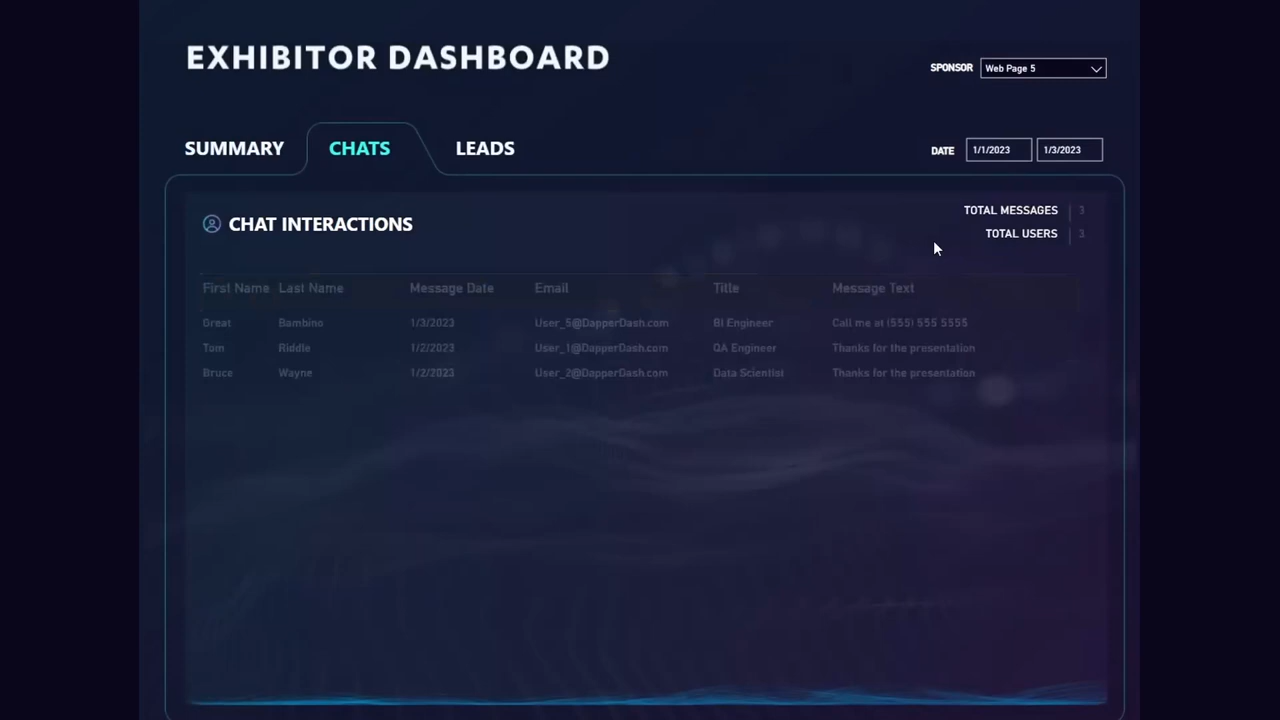 EXHIBITOR DASHBOARD
SPONSOR Web Page 5
SUMMARY CHATS LEADS
DATE 1/1/2023 1/3/2023
CHAT INTERACTIONS
TOTAL MESSAGES 3
TOTAL USERS 3
First Name Last Name Message Date Email Title Message Text
Great Bambino 1/3/2023 User_5@DapperDash.com BI Engineer Call me at (555) 555 5555
Tom Riddle 1/2/2023 User_1@DapperDash.com QA Engineer Thanks for the presentation
Bruce Wayne 1/2/2023 User_2@DapperDash.com Data Scientist Thanks for the presentation